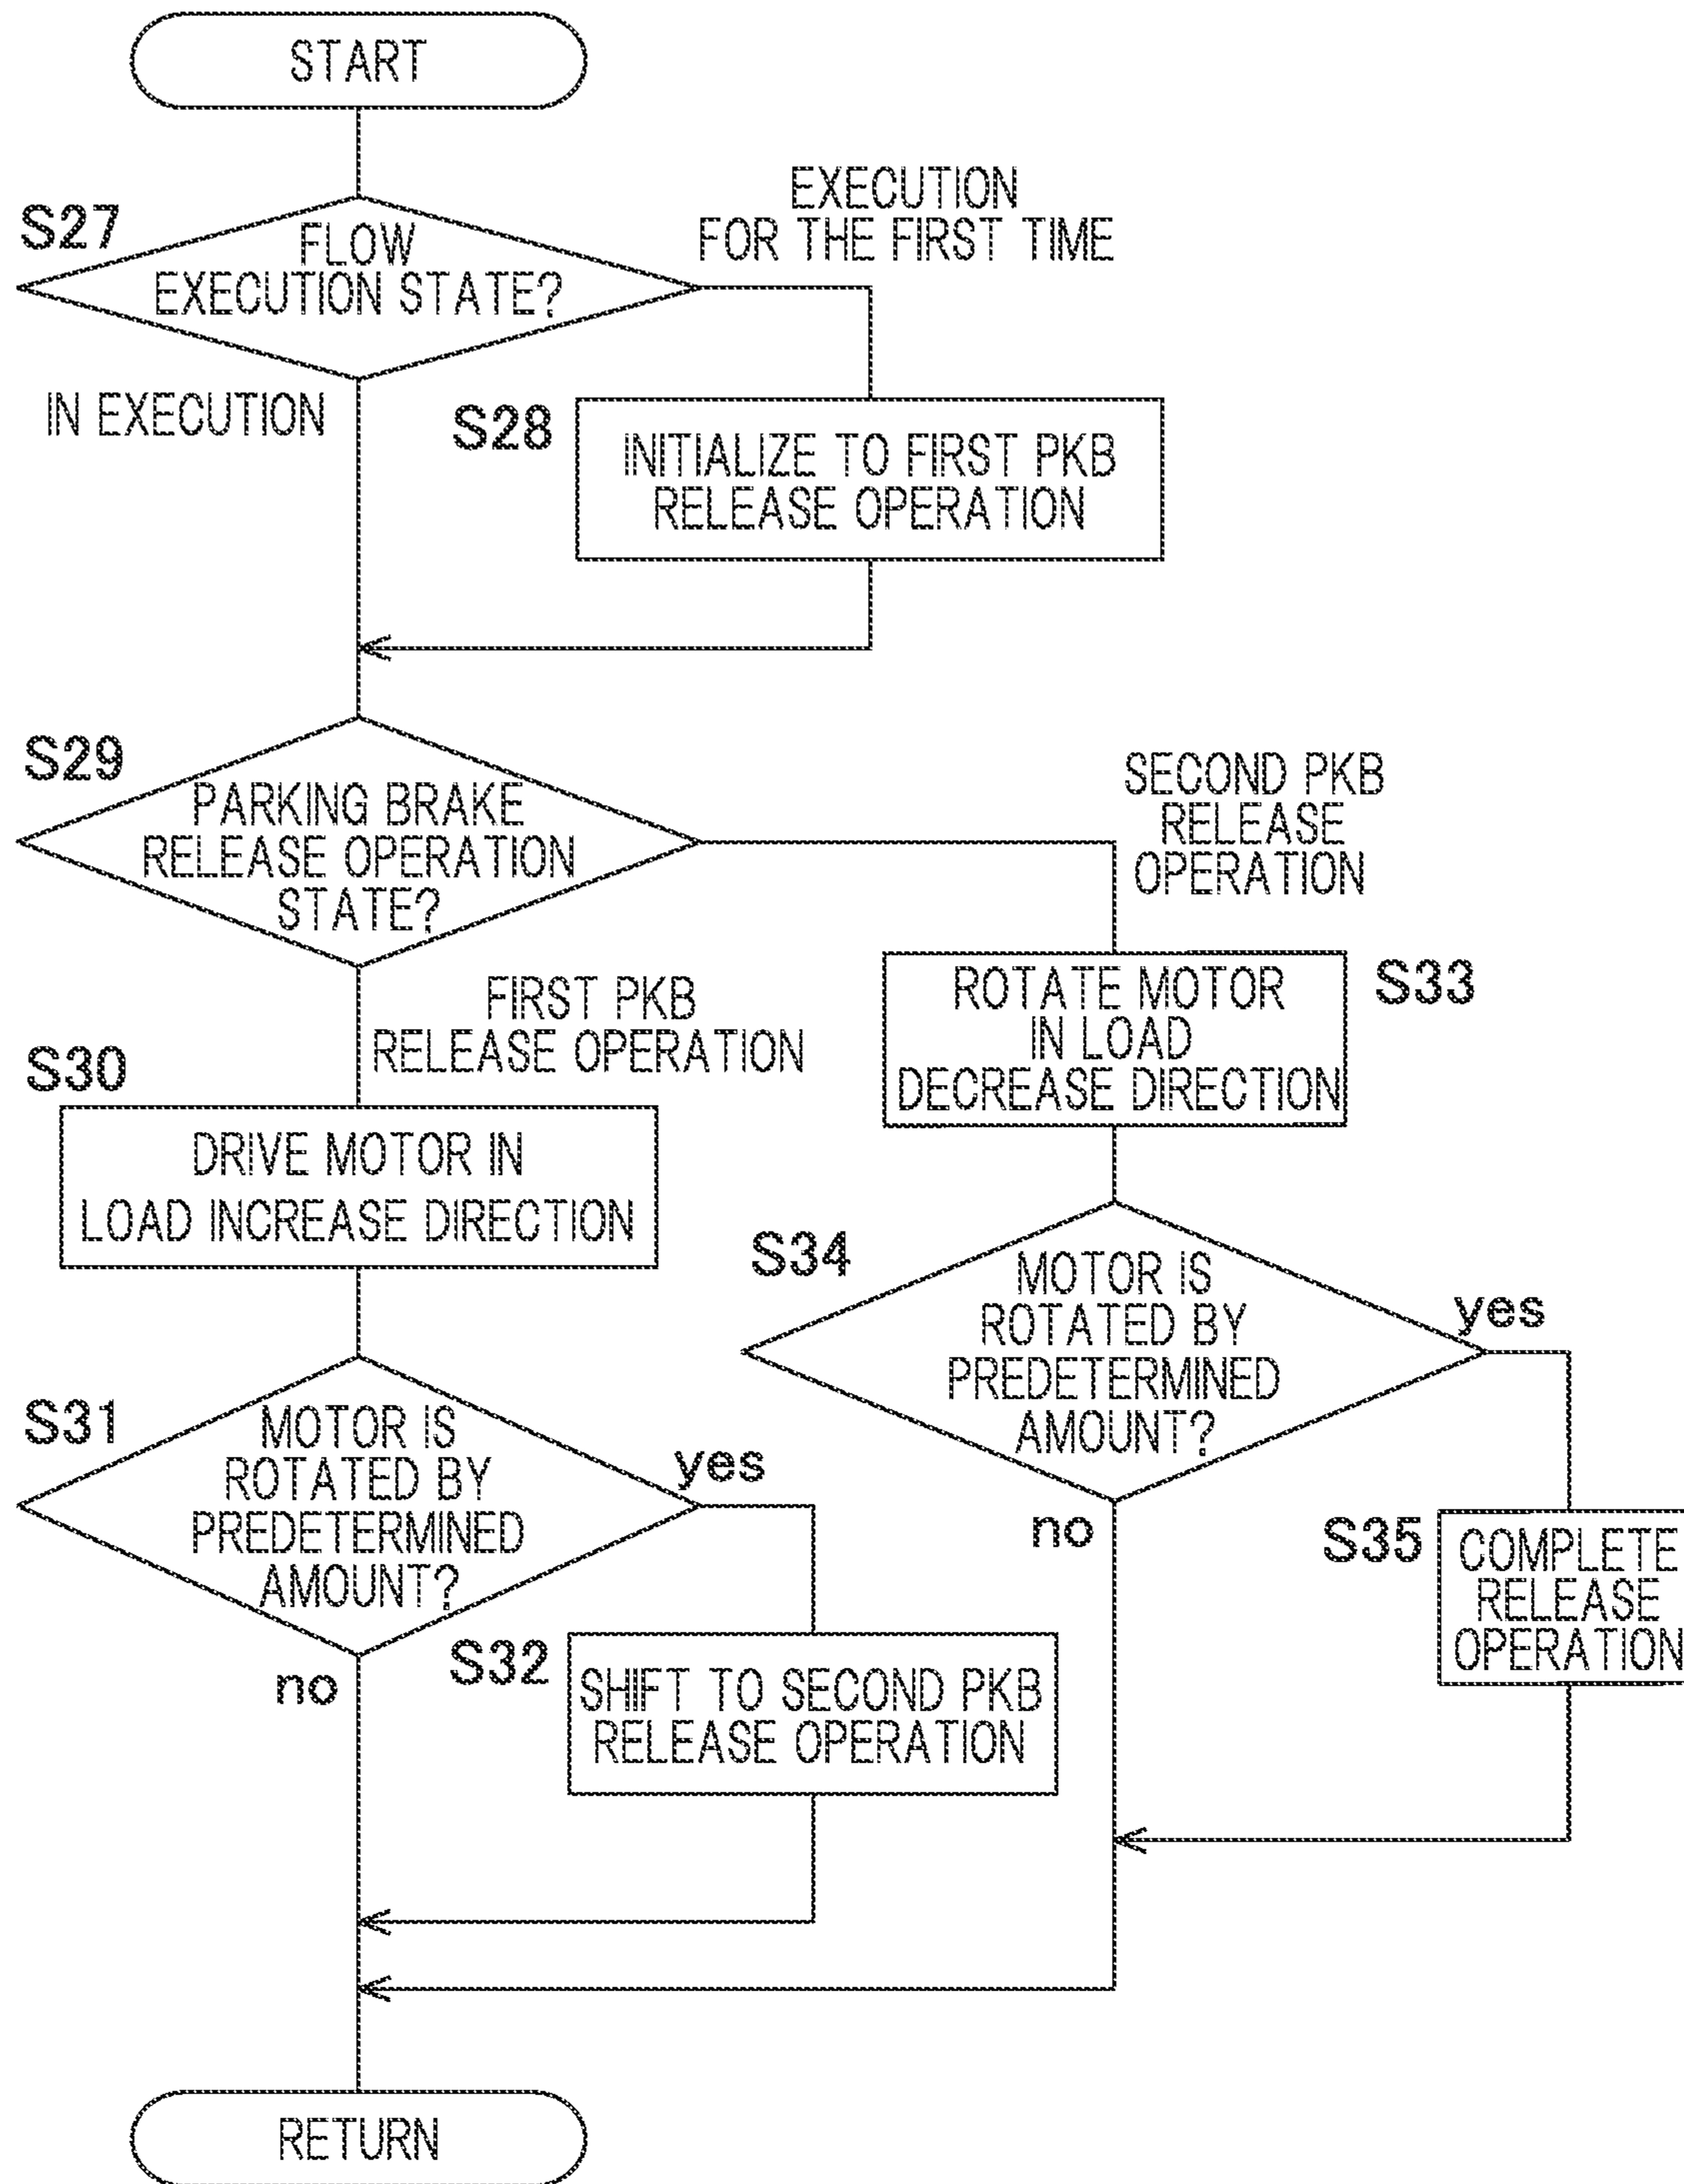 START
S27
FLOW
EXECUTION STATE?
EXECUTION
FOR THE FIRST TIME
IN EXECUTION
S28
INITIALIZE TO FIRST PKB
RELEASE OPERATION
S29
PARKING BRAKE
RELEASE OPERATION
STATE?
SECOND PKB
RELEASE
OPERATION
FIRST PKB
RELEASE OPERATION
S30
DRIVE MOTOR IN
LOAD INCREASE DIRECTION
S33
ROTATE MOTOR
IN LOAD
DECREASE DIRECTION
S31
MOTOR IS
ROTATED BY
PREDETERMINED
AMOUNT?
yes
no
S32
SHIFT TO SECOND PKB
RELEASE OPERATION
S34
MOTOR IS
ROTATED BY
PREDETERMINED
AMOUNT?
yes
no
S35
COMPLETE
RELEASE
OPERATION
RETURN